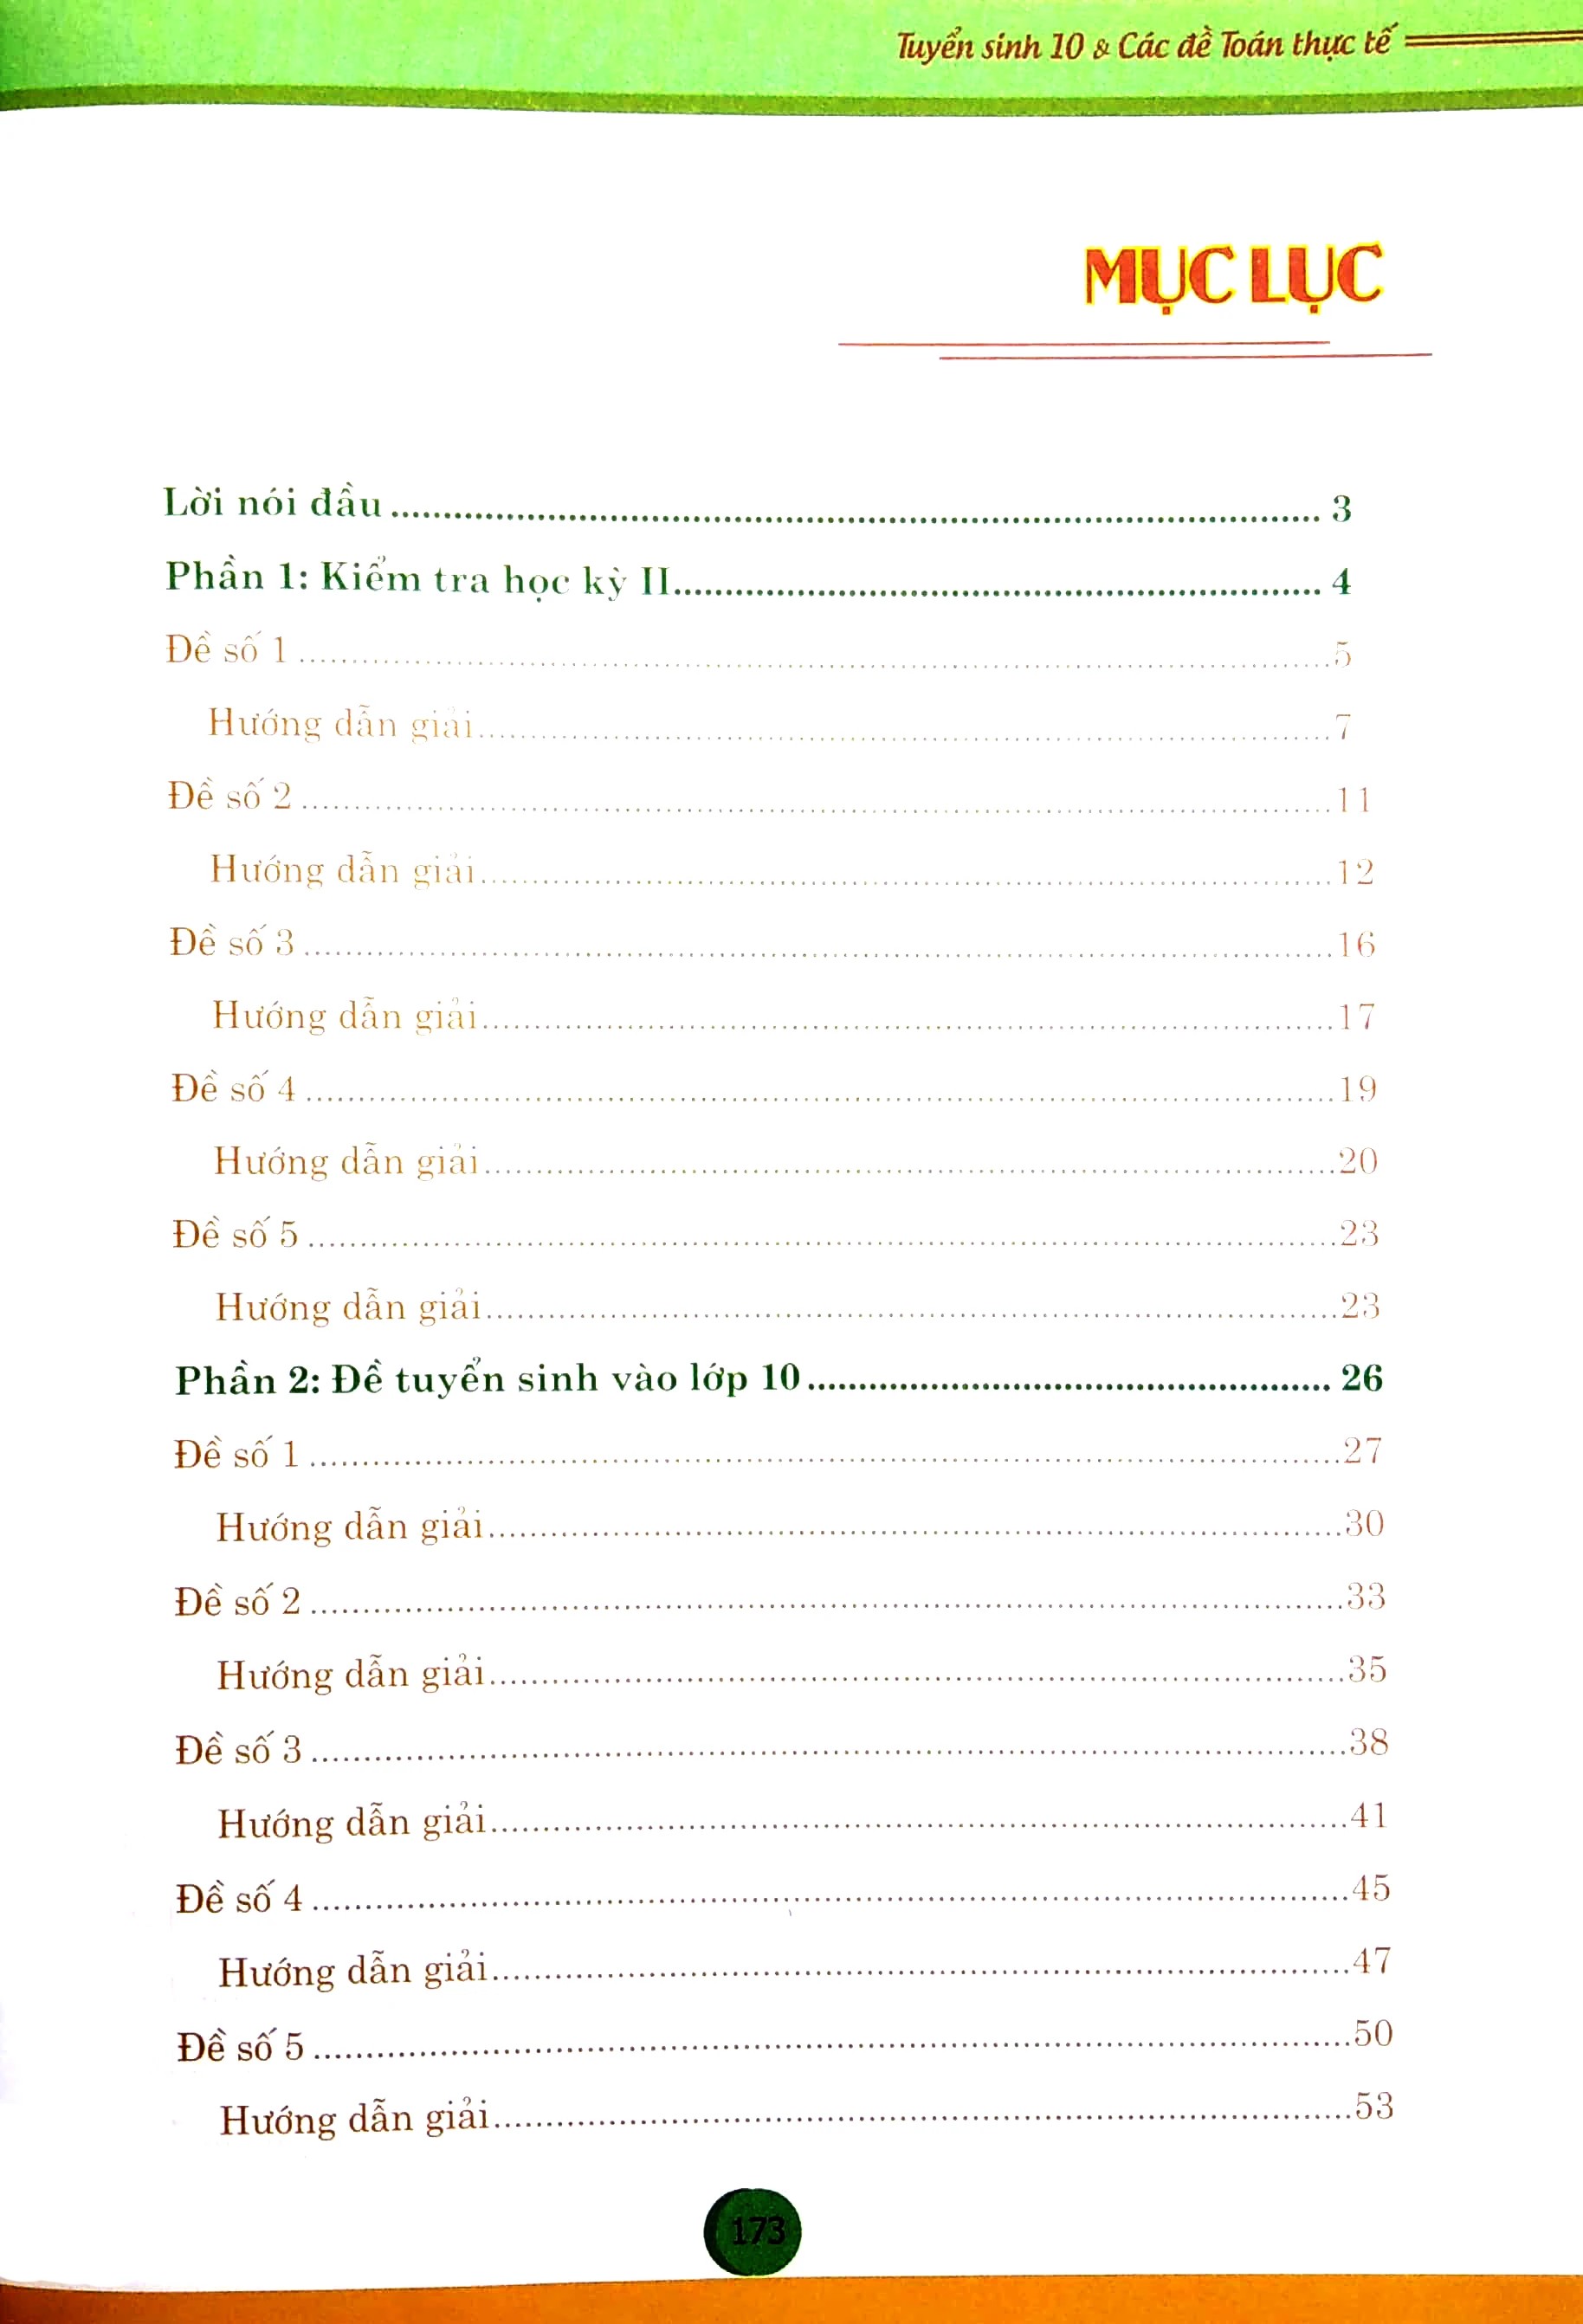 Tuyển sinh 10 & Các đề Toán thực tế
MỤC LỤC
Lời nói đầu ........ 3
Phần 1: Kiểm tra học kỳ II ........ 4
Đề số 1 ........ 5
Hướng dẫn giải ........ 7
Đề số 2 ........ 11
Hướng dẫn giải ........ 12
Đề số 3 ........ 16
Hướng dẫn giải ........ 17
Đề số 4 ........ 19
Hướng dẫn giải ........ 20
Đề số 5 ........ 23
Hướng dẫn giải ........ 23
Phần 2: Đề tuyển sinh vào lớp 10 ........ 26
Đề số 1 ........ 27
Hướng dẫn giải ........ 30
Đề số 2 ........ 33
Hướng dẫn giải ........ 35
Đề số 3 ........ 38
Hướng dẫn giải ........ 41
Đề số 4 ........ 45
Hướng dẫn giải ........ 47
Đề số 5 ........ 50
Hướng dẫn giải ........ 53
173